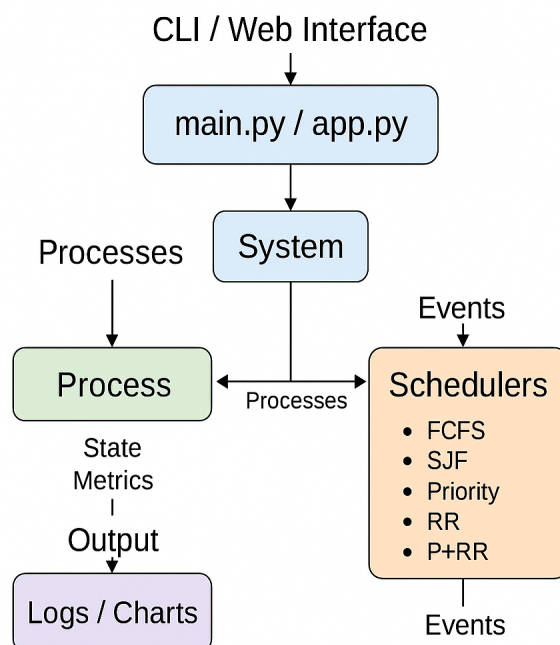 CLI / Web Interface
main.py / app.py
System
Processes
Events
Process
Processes
Schedulers
• FCFS
• SJF
• Priority
• RR
• P+RR
State
Metrics
Output
Logs / Charts
Events